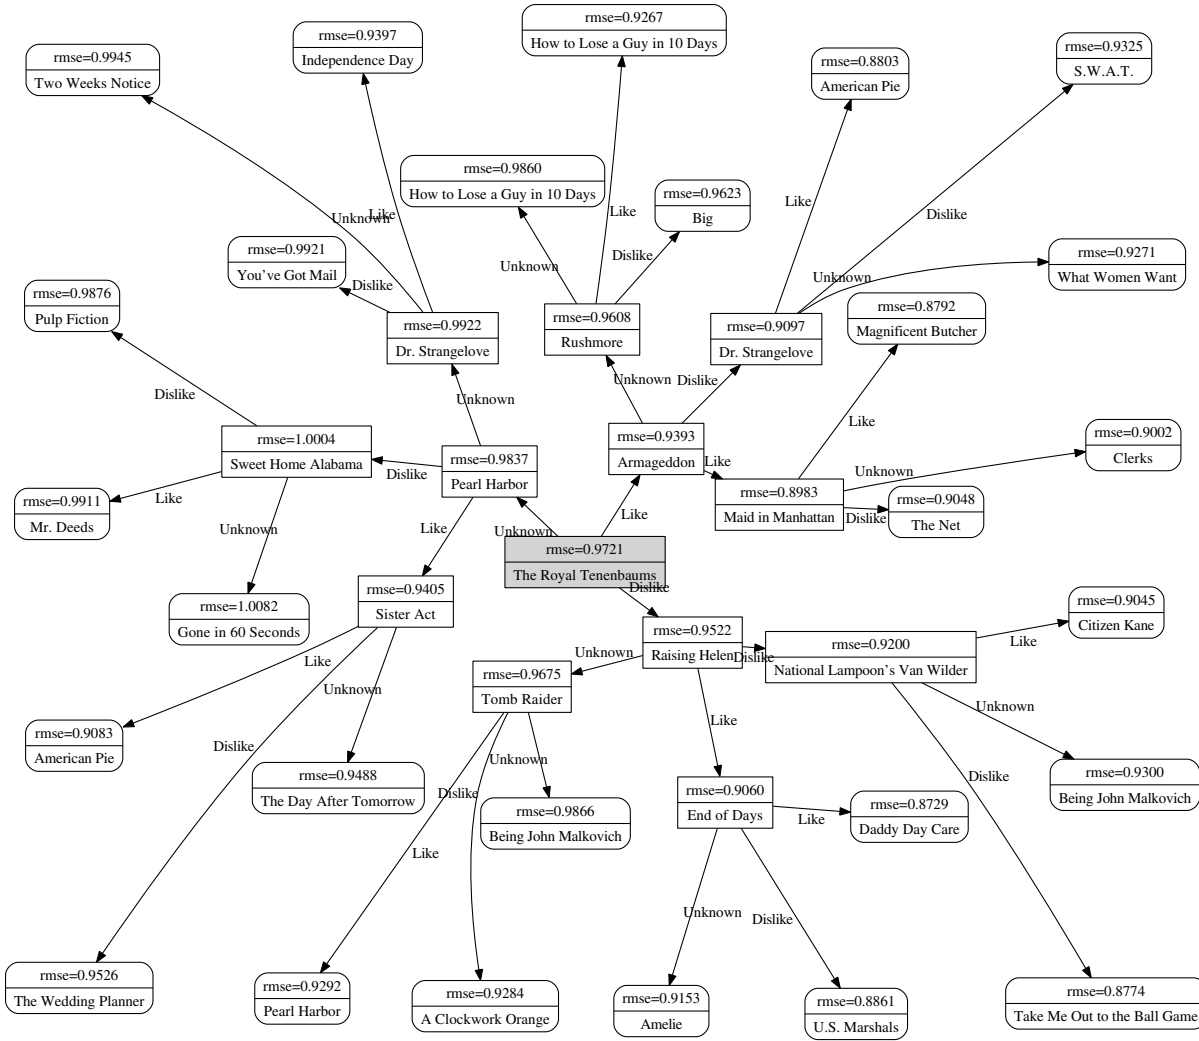 rmse=0.9267
How to Lose a Guy in 10 Days
rmse=0.9397
Independence Day
rmse=0.9945
Two Weeks Notice
rmse=0.8803
American Pie
rmse=0.9325
S.W.A.T.
rmse=0.9860
How to Lose a Guy in 10 Days
rmse=0.9623
Big
Like
Unknown
Like
Like
Dislike
Dislike
Unknown
Unknown
rmse=0.9921
You've Got Mail
Dislike
rmse=0.9271
What Women Want
rmse=0.9876
Pulp Fiction
rmse=0.9922
Dr. Strangelove
rmse=0.9608
Rushmore
rmse=0.9097
Dr. Strangelove
rmse=0.8792
Magnificent Butcher
Dislike
Unknown
Unknown
Dislike
Like
rmse=1.0004
Sweet Home Alabama
Dislike
rmse=0.9837
Pearl Harbor
rmse=0.9393
Armageddon
Like
rmse=0.9002
Clerks
Unknown
rmse=0.9911
Mr. Deeds
Like
rmse=0.8983
Maid in Manhattan
Dislike
rmse=0.9048
The Net
Unknown
Like
Unknown
Like
rmse=0.9721
The Royal Tenenbaums
Dislike
rmse=1.0082
Gone in 60 Seconds
rmse=0.9405
Sister Act
rmse=0.9045
Citizen Kane
Like
rmse=0.9522
Raising Helen
Dislike
rmse=0.9200
National Lampoon's Van Wilder
Like
Unknown
Unknown
rmse=0.9675
Tomb Raider
Unknown
Like
rmse=0.9083
American Pie
Dislike
Unknown
Dislike
rmse=0.9488
The Day After Tomorrow
Dislike
rmse=0.9866
Being John Malkovich
rmse=0.9060
End of Days
Like
rmse=0.8729
Daddy Day Care
rmse=0.9300
Being John Malkovich
Like
Unknown
Dislike
rmse=0.9526
The Wedding Planner
rmse=0.9292
Pearl Harbor
rmse=0.9284
A Clockwork Orange
rmse=0.9153
Amelie
rmse=0.8861
U.S. Marshals
rmse=0.8774
Take Me Out to the Ball Game